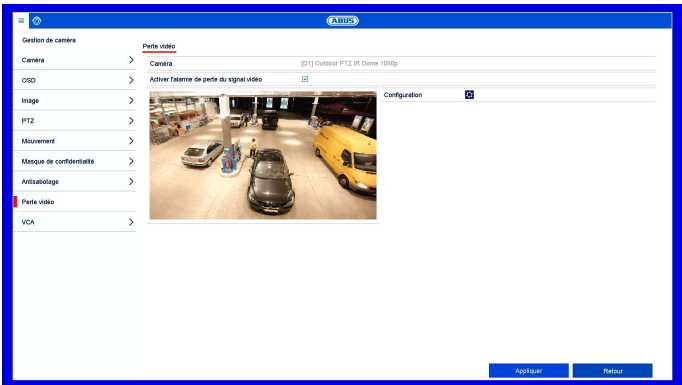 ABUS
Gestion de caméra
Perte vidéo
Caméra
[D1] Outdoor PTZ IR Dome 1080p
Caméra
OSD
Activer l'alarme de perte du signal vidéo
Image
Configuration
PTZ
Mouvement
Masque de confidentialité
Antisabotage
Perte vidéo
VCA
Appliquer
Retour